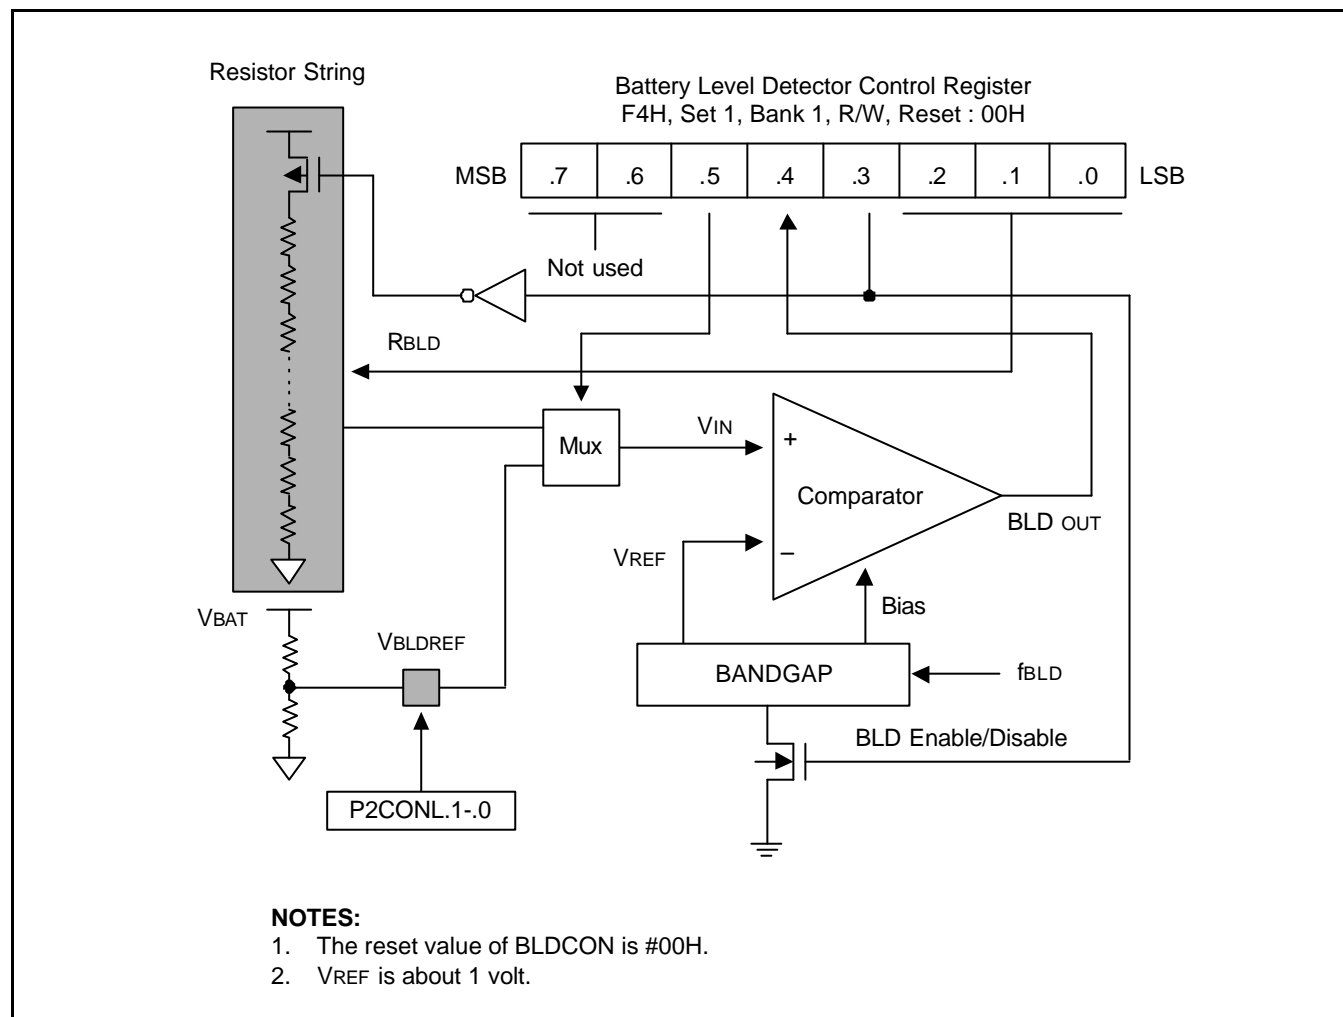 Resistor String
Battery Level Detector Control Register
F4H, Set 1, Bank 1, R/W, Reset : 00H
MSB .7 .6 .5 .4 .3 .2 .1 .0 LSB
Not used
RBLD
Mux
VIN
+
Comparator
–
BLD OUT
VREF
Bias
VBAT
VBLDREF
BANDGAP
fBLD
BLD Enable/Disable
P2CONL.1-.0
NOTES:
1. The reset value of BLDCON is #00H.
2. VREF is about 1 volt.